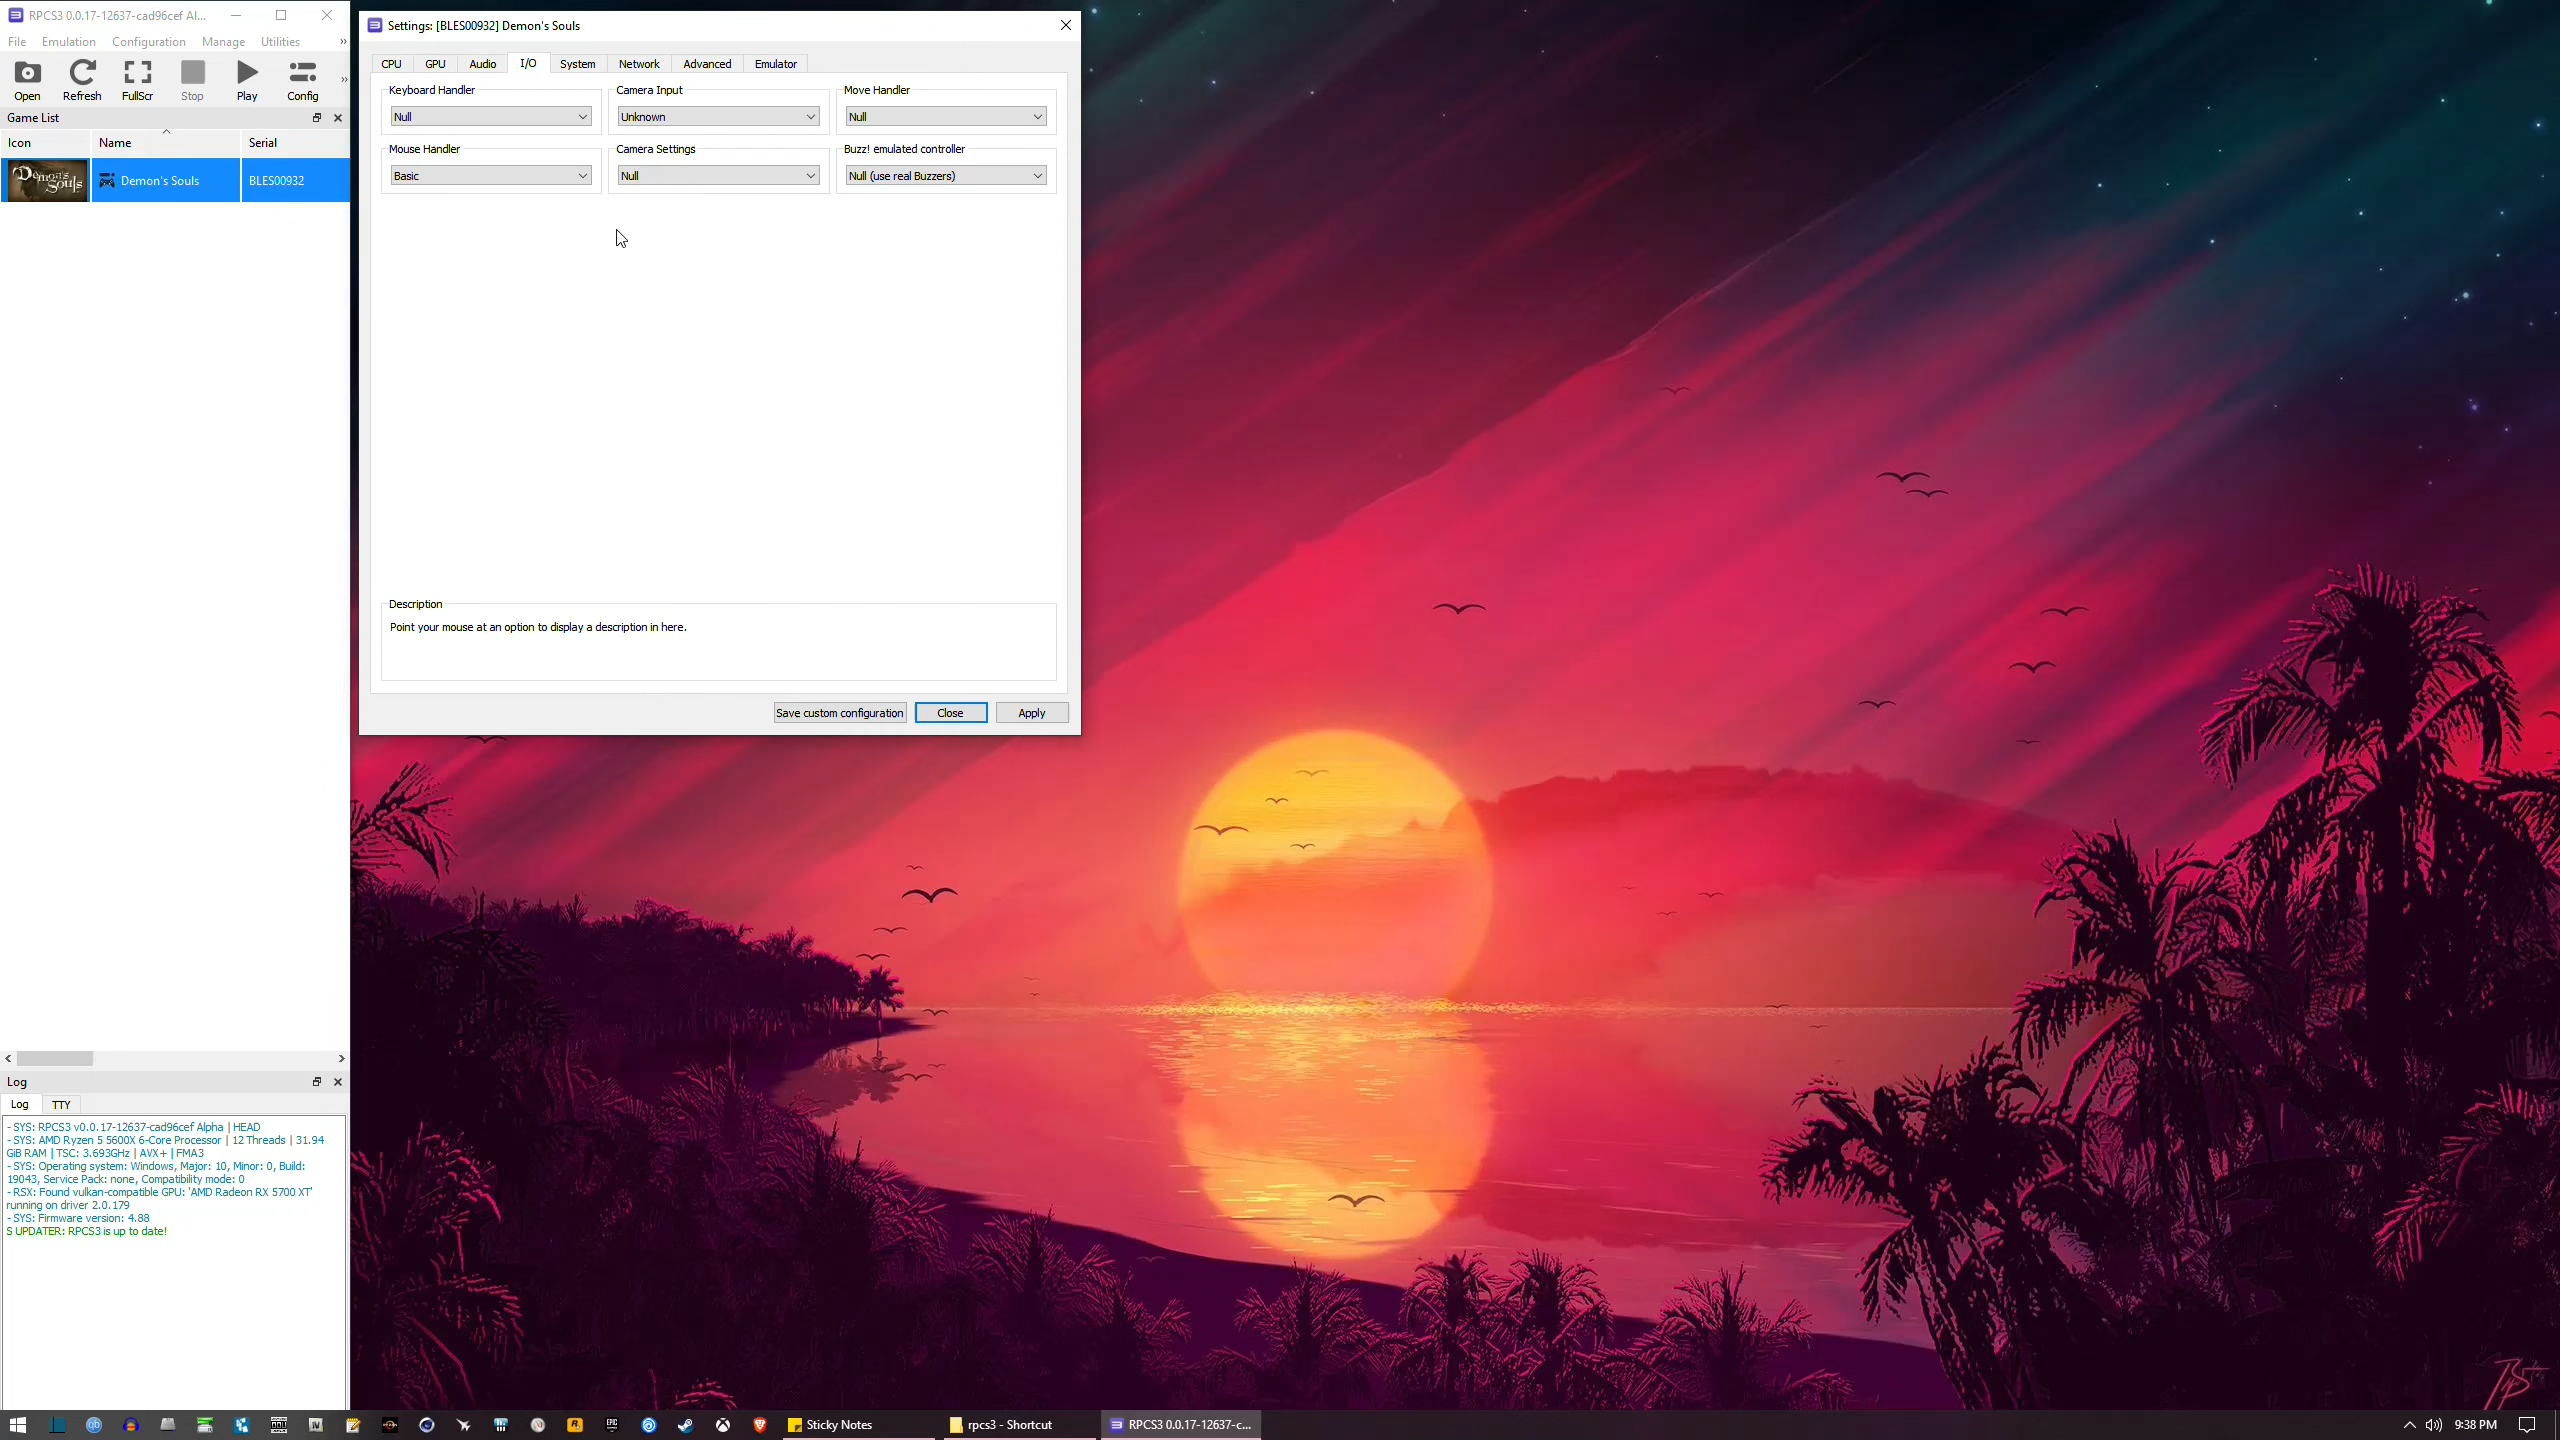 RPCS3 0.0.17-12637-cad96cef Al...
File Emulation Configuration Manage Utilities »
Open Refresh FullScr Stop Play Config »
Game List
Icon Name Serial
Demon's Souls Demon's Souls BLES00932
Settings: [BLES00932] Demon's Souls
CPU GPU Audio I/O System Network Advanced Emulator
Keyboard Handler Camera Input Move Handler
Null Unknown Null
Mouse Handler Camera Settings Buzz! emulated controller
Basic Null Null (use real Buzzers)
Description
Point your mouse at an option to display a description in here.
Save custom configuration Close Apply
Log
Log TTY
- SYS: RPCS3 v0.0.17-12637-cad96cef Alpha | HEAD
- SYS: AMD Ryzen 5 5600X 6-Core Processor | 12 Threads | 31.94
GiB RAM | TSC: 3.693GHz | AVX+ | FMA3
- SYS: Operating system: Windows, Major: 10, Minor: 0, Build:
19043, Service Pack: none, Compatibility mode: 0
- RSX: Found vulkan-compatible GPU: 'AMD Radeon RX 5700 XT'
running on driver 2.0.179
- SYS: Firmware version: 4.88
S UPDATER: RPCS3 is up to date!
Sticky Notes rpcs3 - Shortcut RPCS3 0.0.17-12637-c... 9:38 PM